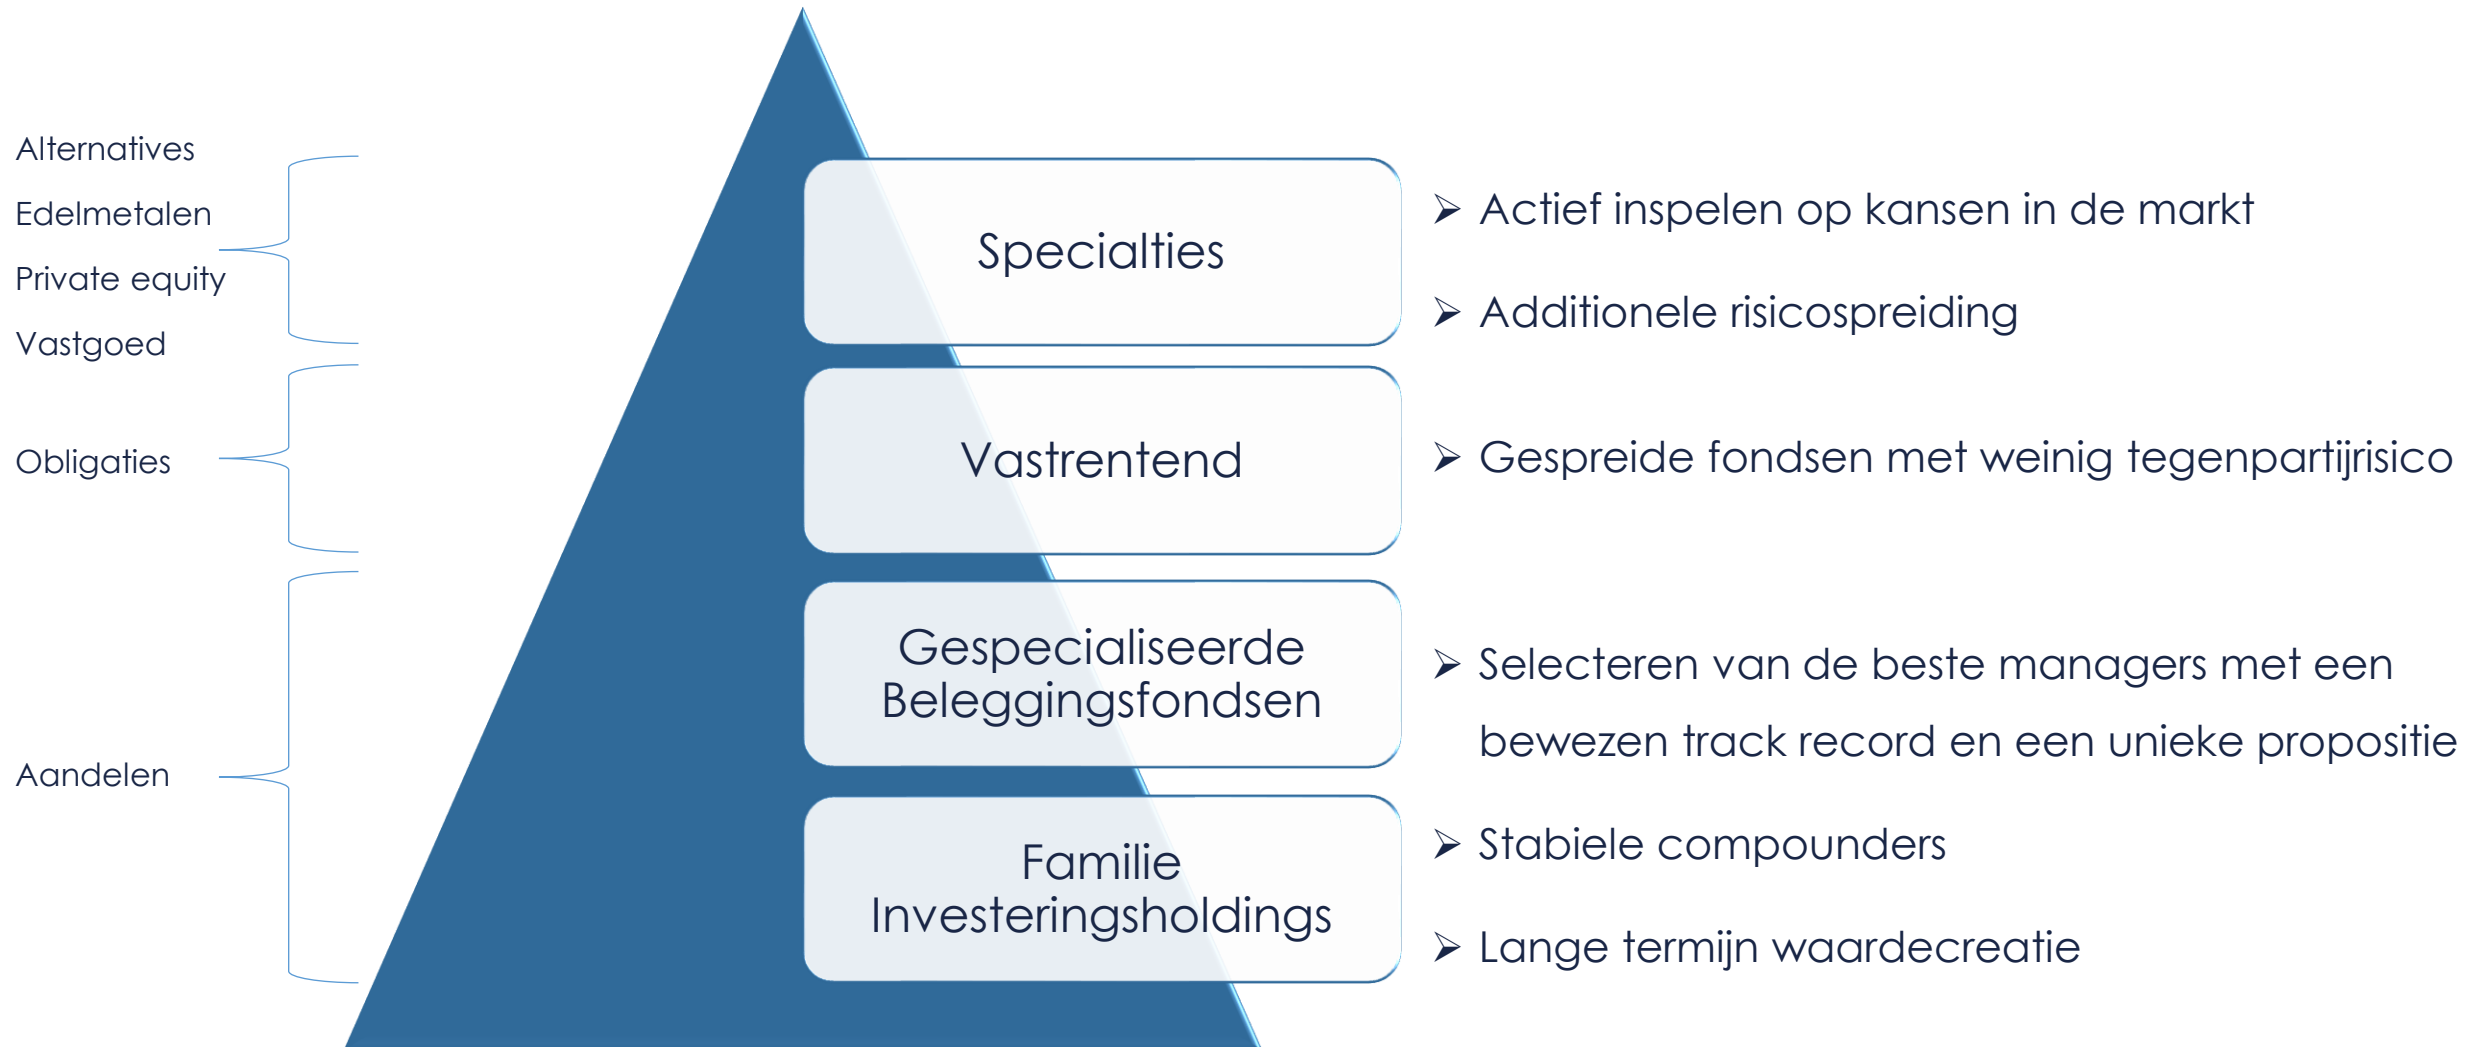 Alternatives
Edelmetalen
Private equity
Vastgoed
Obligaties
Aandelen
Specialties
Vastrentend
Gespecialiseerde
Beleggingsfondsen
Familie
Investeringsholdings
➢ Actief inspelen op kansen in de markt
➢ Additionele risicospreiding
➢ Gespreide fondsen met weinig tegenpartijrisico
➢ Selecteren van de beste managers met een
bewezen track record en een unieke propositie
➢ Stabiele compounders
➢ Lange termijn waardecreatie